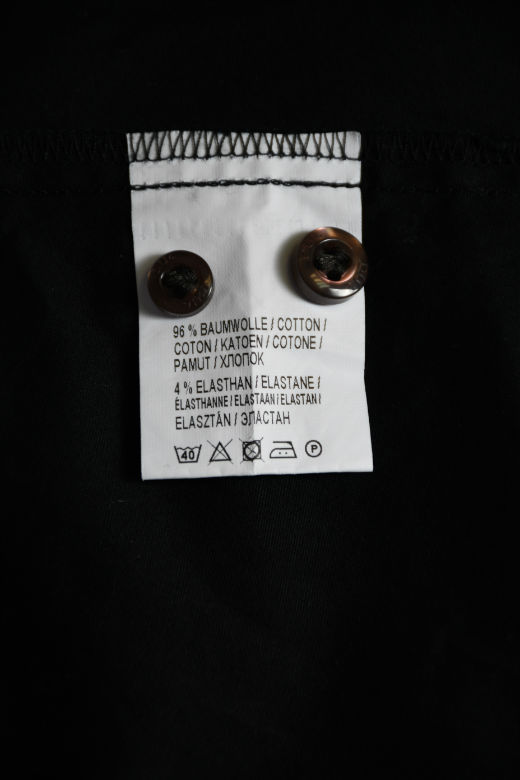 96 % BAUMWOLLE / COTTON /
COTON / KATOEN / COTONE /
PAMUT / ХЛОПОК
4 % ELASTHAN / ELASTANE /
ÉLASTHANNE / ELASTAAN / ELASTAN /
ELASZTÁN / ЭЛАСТАН
40 P